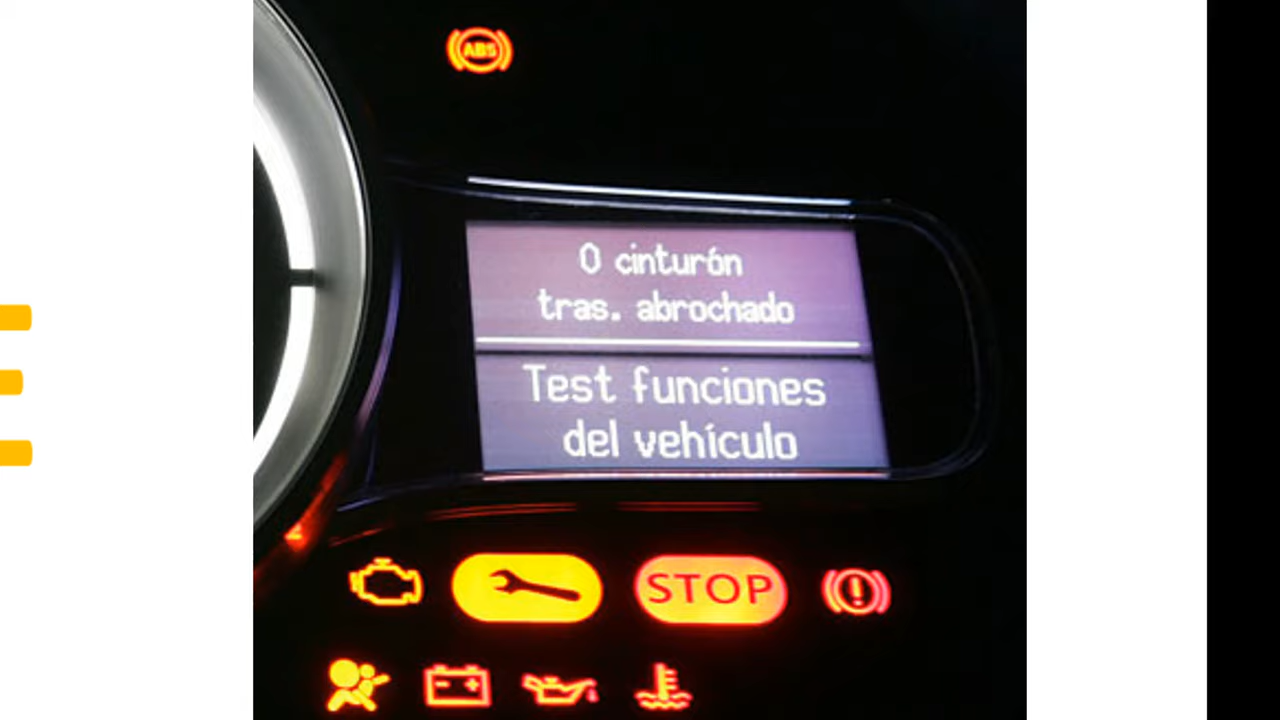 ABS
0 cinturón
tras. abrochado
Test funciones
del vehículo
STOP